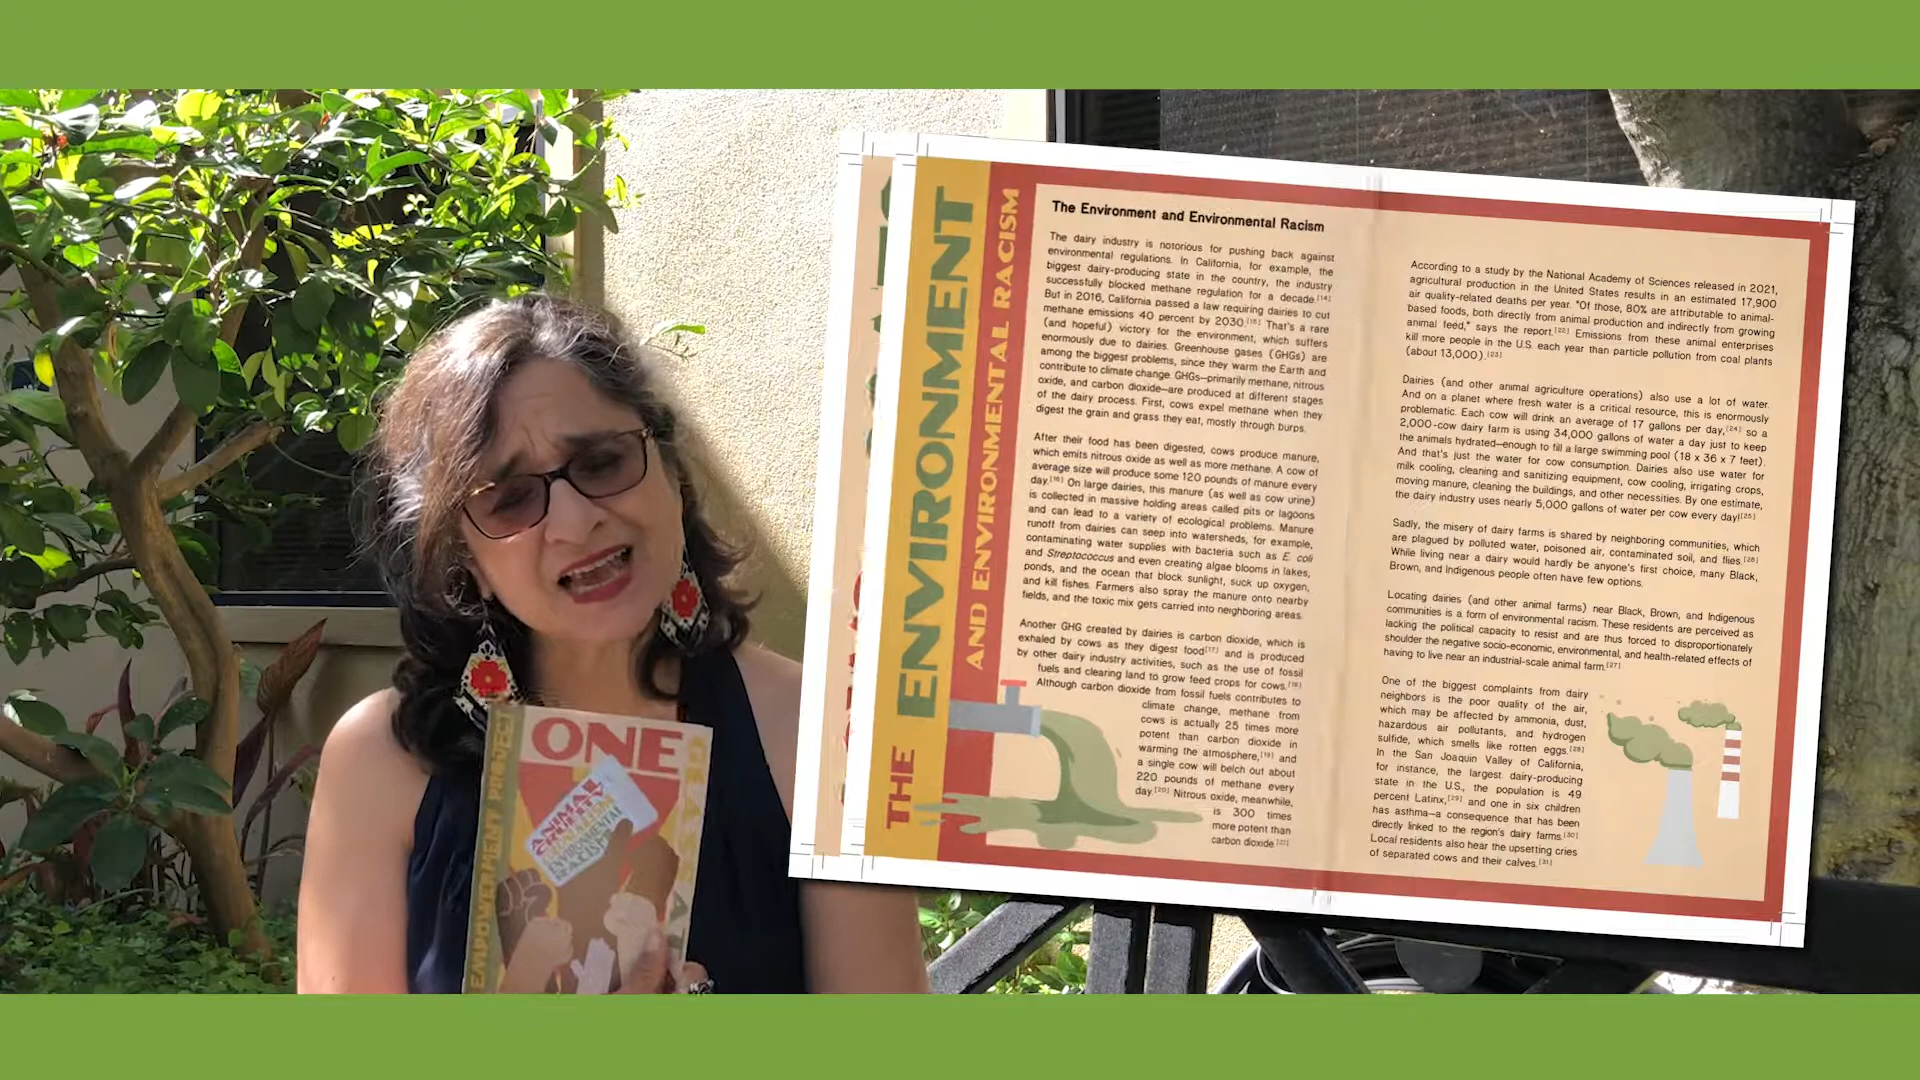 ENVIRONMENT
THE
AND ENVIRONMENTAL RACISM
The Environment and Environmental Racism
The dairy industry is notorious for pushing back against
environmental regulations. In California, for example, the
biggest dairy-producing state in the country, the industry
successfully blocked methane regulation for a decade.[14]
But in 2016, California passed a law requiring dairies to cut
methane emissions 40 percent by 2030.[15] That's a rare
(and hopeful) victory for the environment, which suffers
enormously due to dairies. Greenhouse gases (GHGs) are
among the biggest problems, since they warm the Earth and
contribute to climate change. GHGs—primarily methane, nitrous
oxide, and carbon dioxide—are produced at different stages
of the dairy process. First, cows expel methane when they
digest the grain and grass they eat, mostly through burps.
After their food has been digested, cows produce manure,
which emits nitrous oxide as well as more methane. A cow of
average size will produce some 120 pounds of manure every
day.[16] On large dairies, this manure (as well as cow urine)
is collected in massive holding areas called pits or lagoons
and can lead to a variety of ecological problems. Manure
runoff from dairies can seep into watersheds, for example,
contaminating water supplies with bacteria such as E. coli
and Streptococcus and even creating algae blooms in lakes,
ponds, and the ocean that block sunlight, suck up oxygen,
and kill fishes. Farmers also spray the manure onto nearby
fields, and the toxic mix gets carried into neighboring areas.
Another GHG created by dairies is carbon dioxide, which is
exhaled by cows as they digest food[17] and is produced
by other dairy industry activities, such as the use of fossil
fuels and clearing land to grow feed crops for cows.[18]
Although carbon dioxide from fossil fuels contributes to
climate change, methane from
cows is actually 25 times more
potent than carbon dioxide in
warming the atmosphere,[19] and
a single cow will belch out about
220 pounds of methane every
day.[20] Nitrous oxide, meanwhile,
is 300 times
more potent than
carbon dioxide.[21]
According to a study by the National Academy of Sciences released in 2021,
agricultural production in the United States results in an estimated 17,900
air quality-related deaths per year. "Of those, 80% are attributable to animal-
based foods, both directly from animal production and indirectly from growing
animal feed," says the report.[22] Emissions from these animal enterprises
kill more people in the U.S. each year than particle pollution from coal plants
(about 13,000).[23]
Dairies (and other animal agriculture operations) also use a lot of water.
And on a planet where fresh water is a critical resource, this is enormously
problematic. Each cow will drink an average of 17 gallons per day,[24] so a
2,000-cow dairy farm is using 34,000 gallons of water a day just to keep
the animals hydrated—enough to fill a large swimming pool (18 x 36 x 7 feet).
And that's just the water for cow consumption. Dairies also use water for
milk cooling, cleaning and sanitizing equipment, cow cooling, irrigating crops,
moving manure, cleaning the buildings, and other necessities. By one estimate,
the dairy industry uses nearly 5,000 gallons of water per cow every day![25]
Sadly, the misery of dairy farms is shared by neighboring communities, which
are plagued by polluted water, poisoned air, contaminated soil, and flies.[26]
While living near a dairy would hardly be anyone's first choice, many Black,
Brown, and Indigenous people often have few options.
Locating dairies (and other animal farms) near Black, Brown, and Indigenous
communities is a form of environmental racism. These residents are perceived as
lacking the political capacity to resist and are thus forced to disproportionately
shoulder the negative socio-economic, environmental, and health-related effects of
having to live near an industrial-scale animal farm.[27]
One of the biggest complaints from dairy
neighbors is the poor quality of the air,
which may be affected by ammonia, dust,
hazardous air pollutants, and hydrogen
sulfide, which smells like rotten eggs.[28]
In the San Joaquin Valley of California,
for instance, the largest dairy-producing
state in the U.S., the population is 49
percent Latinx,[29] and one in six children
has asthma—a consequence that has been
directly linked to the region's dairy farms.[30]
Local residents also hear the upsetting cries
of separated cows and their calves.[31]
EMPOWERMENT PROJECT
ONE
ANIMAL
CRUELTY
ENVIRONMENTAL
RACISM